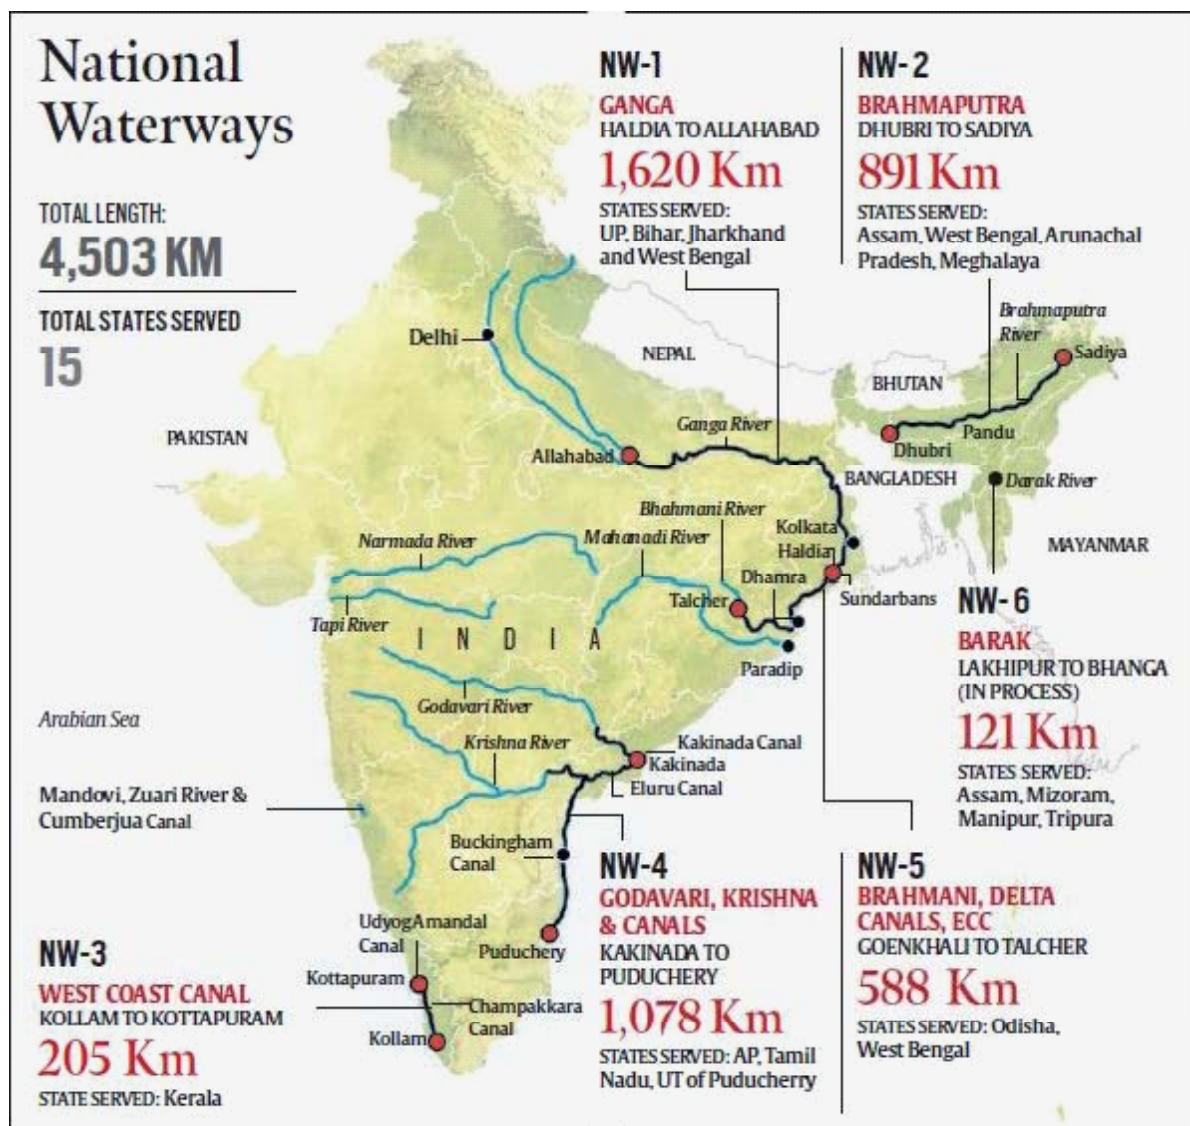 National
Waterways
TOTAL LENGTH:
4,503 KM
TOTAL STATES SERVED
15
NW-1
GANGA
HALDIA TO ALLAHABAD
1,620 Km
STATES SERVED:
UP, Bihar, Jharkhand
and West Bengal
NW-2
BRAHMAPUTRA
DHUBRI TO SADIYA
891 Km
STATES SERVED:
Assam, West Bengal, Arunachal
Pradesh, Meghalaya
Brahmaputra
River
Sadiya
Delhi
NEPAL
BHUTAN
PAKISTAN
Ganga River
Pandu
Dhubri
Allahabad
BANGLADESH
Darak River
Bhahmani River
Kolkata
Narmada River
Mahanadi River
Haldia
MAYANMAR
Dhamra
Talcher
Sundarbans
Tapi River
INDIA
Paradip
NW-6
BARAK
LAKHIPUR TO BHANGA
(IN PROCESS)
121 Km
STATES SERVED:
Assam, Mizoram,
Manipur, Tripura
Godavari River
Arabian Sea
Krishna River
Kakinada Canal
Kakinada
Eluru Canal
Mandovi, Zuari River &
Cumberjua Canal
Buckingham
Canal
NW-4
GODAVARI, KRISHNA
& CANALS
KAKINADA TO
PUDUCHERY
1,078 Km
STATES SERVED: AP, Tamil
Nadu, UT of Puducherry
NW-5
BRAHMANI, DELTA
CANALS, ECC
GOENKHALI TO TALCHER
588 Km
STATES SERVED: Odisha,
West Bengal
UdyogAmandal
Canal
Puduchery
Kottapuram
Champakkara
Canal
Kollam
NW-3
WEST COAST CANAL
KOLLAM TO KOTTAPURAM
205 Km
STATE SERVED: Kerala